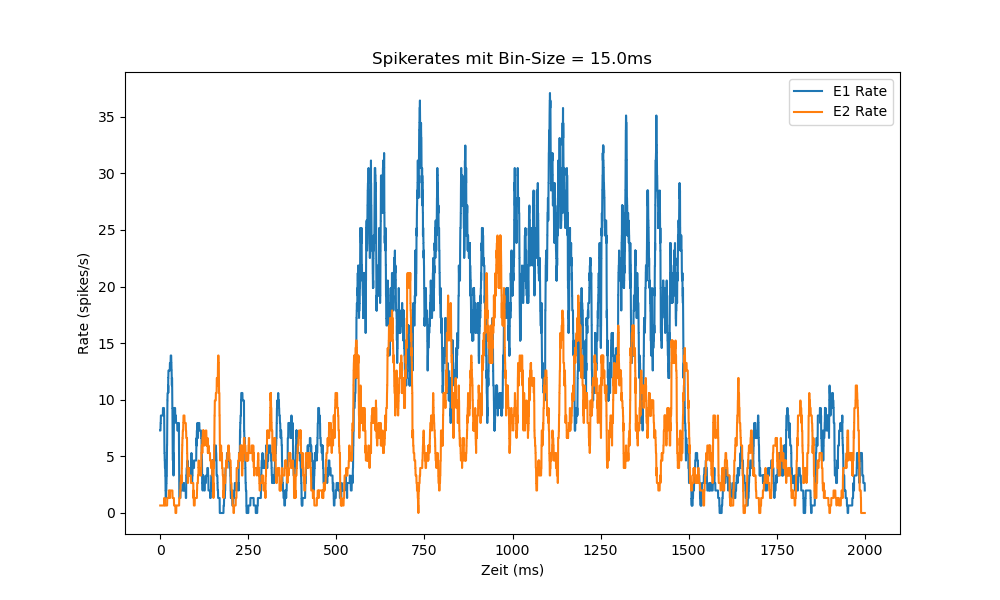 Spikerates mit Bin-Size = 15.0ms
E1 Rate
E2 Rate
Rate (spikes/s)
35
30
25
20
15
10
5
0
0 250 500 750 1000 1250 1500 1750 2000
Zeit (ms)